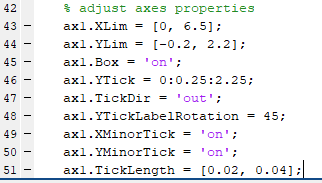 42 % adjust axes properties
43 - ax1.XLim = [0, 6.5];
44 - ax1.YLim = [-0.2, 2.2];
45 - ax1.Box = 'on';
46 - ax1.YTick = 0:0.25:2.25;
47 - ax1.TickDir = 'out';
48 - ax1.YTickLabelRotation = 45;
49 - ax1.XMinorTick = 'on';
50 - ax1.YMinorTick = 'on';
51 - ax1.TickLength = [0.02, 0.04];